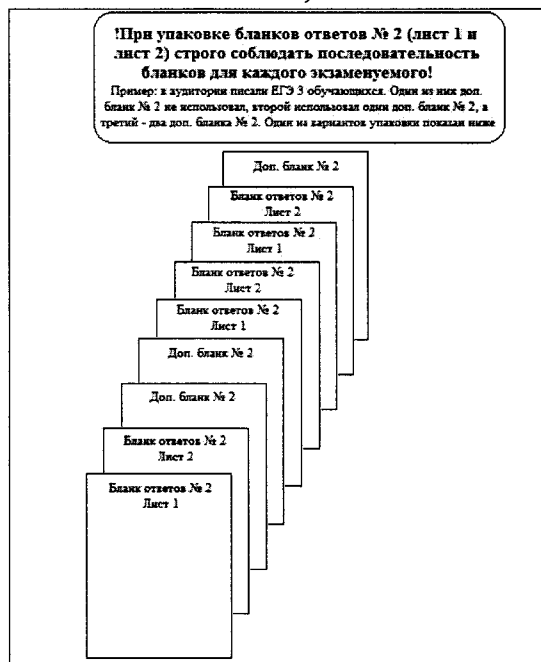 !При упаковке бланков ответов № 2 (лист 1 и
лист 2) строго соблюдать последовательность
бланков для каждого экзаменуемого!
Пример: в аудитории писали ЕГЭ 3 обучающихся. Один из них доп.
бланк № 2 не использовал, второй использовал один доп. бланк № 2, а
третий - два доп. бланка № 2. Один из вариантов упаковки показан ниже
Доп. бланк № 2
Бланк ответов № 2
Лист 2
Бланк ответов № 2
Лист 1
Бланк ответов № 2
Лист 2
Бланк ответов № 2
Лист 1
Доп. бланк № 2
Доп. бланк № 2
Бланк ответов № 2
Лист 2
Бланк ответов № 2
Лист 1